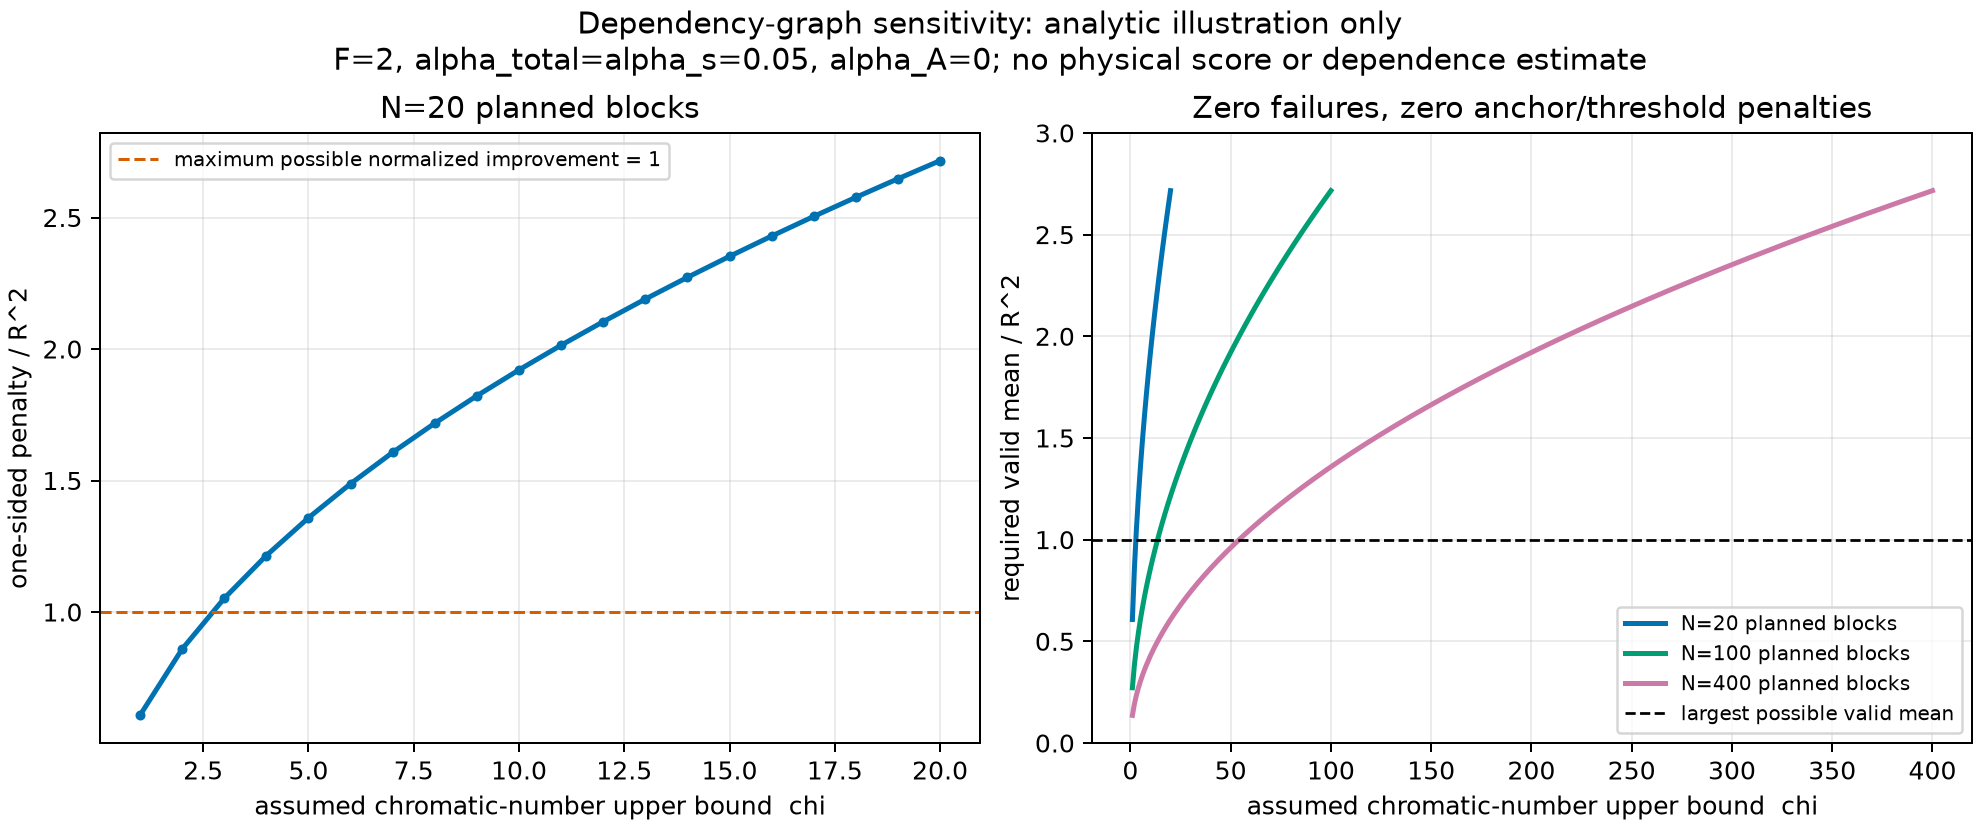 Dependency-graph sensitivity: analytic illustration only
F=2, alpha_total=alpha_s=0.05, alpha_A=0; no physical score or dependence estimate
N=20 planned blocks
maximum possible normalized improvement = 1
one-sided penalty / R^2
2.5
2.0
1.5
1.0
2.5 5.0 7.5 10.0 12.5 15.0 17.5 20.0
assumed chromatic-number upper bound  chi
Zero failures, zero anchor/threshold penalties
required valid mean / R^2
3.0
2.5
2.0
1.5
1.0
0.5
0.0
N=20 planned blocks
N=100 planned blocks
N=400 planned blocks
largest possible valid mean
0 50 100 150 200 250 300 350 400
assumed chromatic-number upper bound  chi